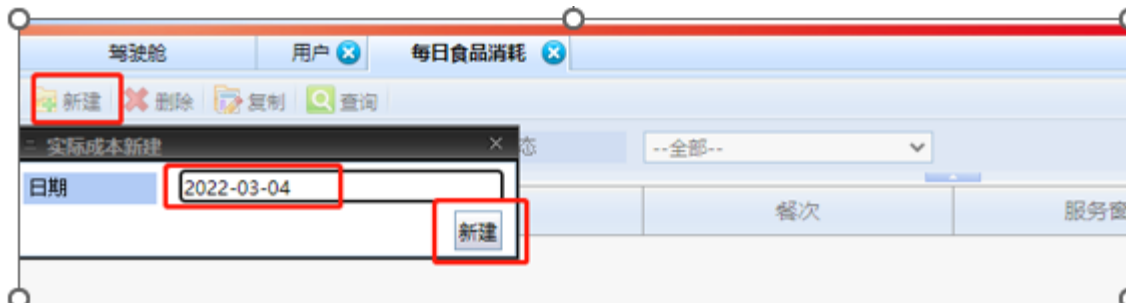 驾驶舱 用户 每日食品消耗
新建 删除 复制 查询
实际成本新建 态 --全部--
日期 2022-03-04
餐次 服务窗
新建